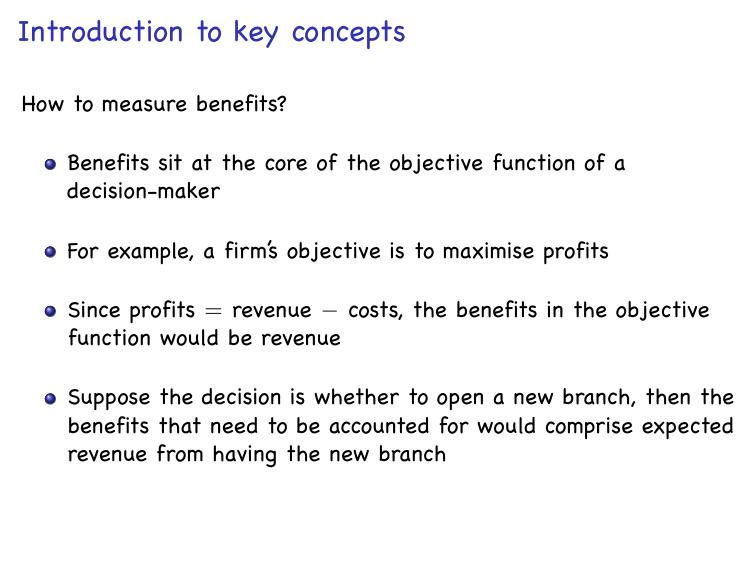 Introduction to key concepts
How to measure benefits?
Benefits sit at the core of the objective function of a
decision-maker
For example, a firm's objective is to maximise profits
Since profits = revenue − costs, the benefits in the objective
function would be revenue
Suppose the decision is whether to open a new branch, then the
benefits that need to be accounted for would comprise expected
revenue from having the new branch